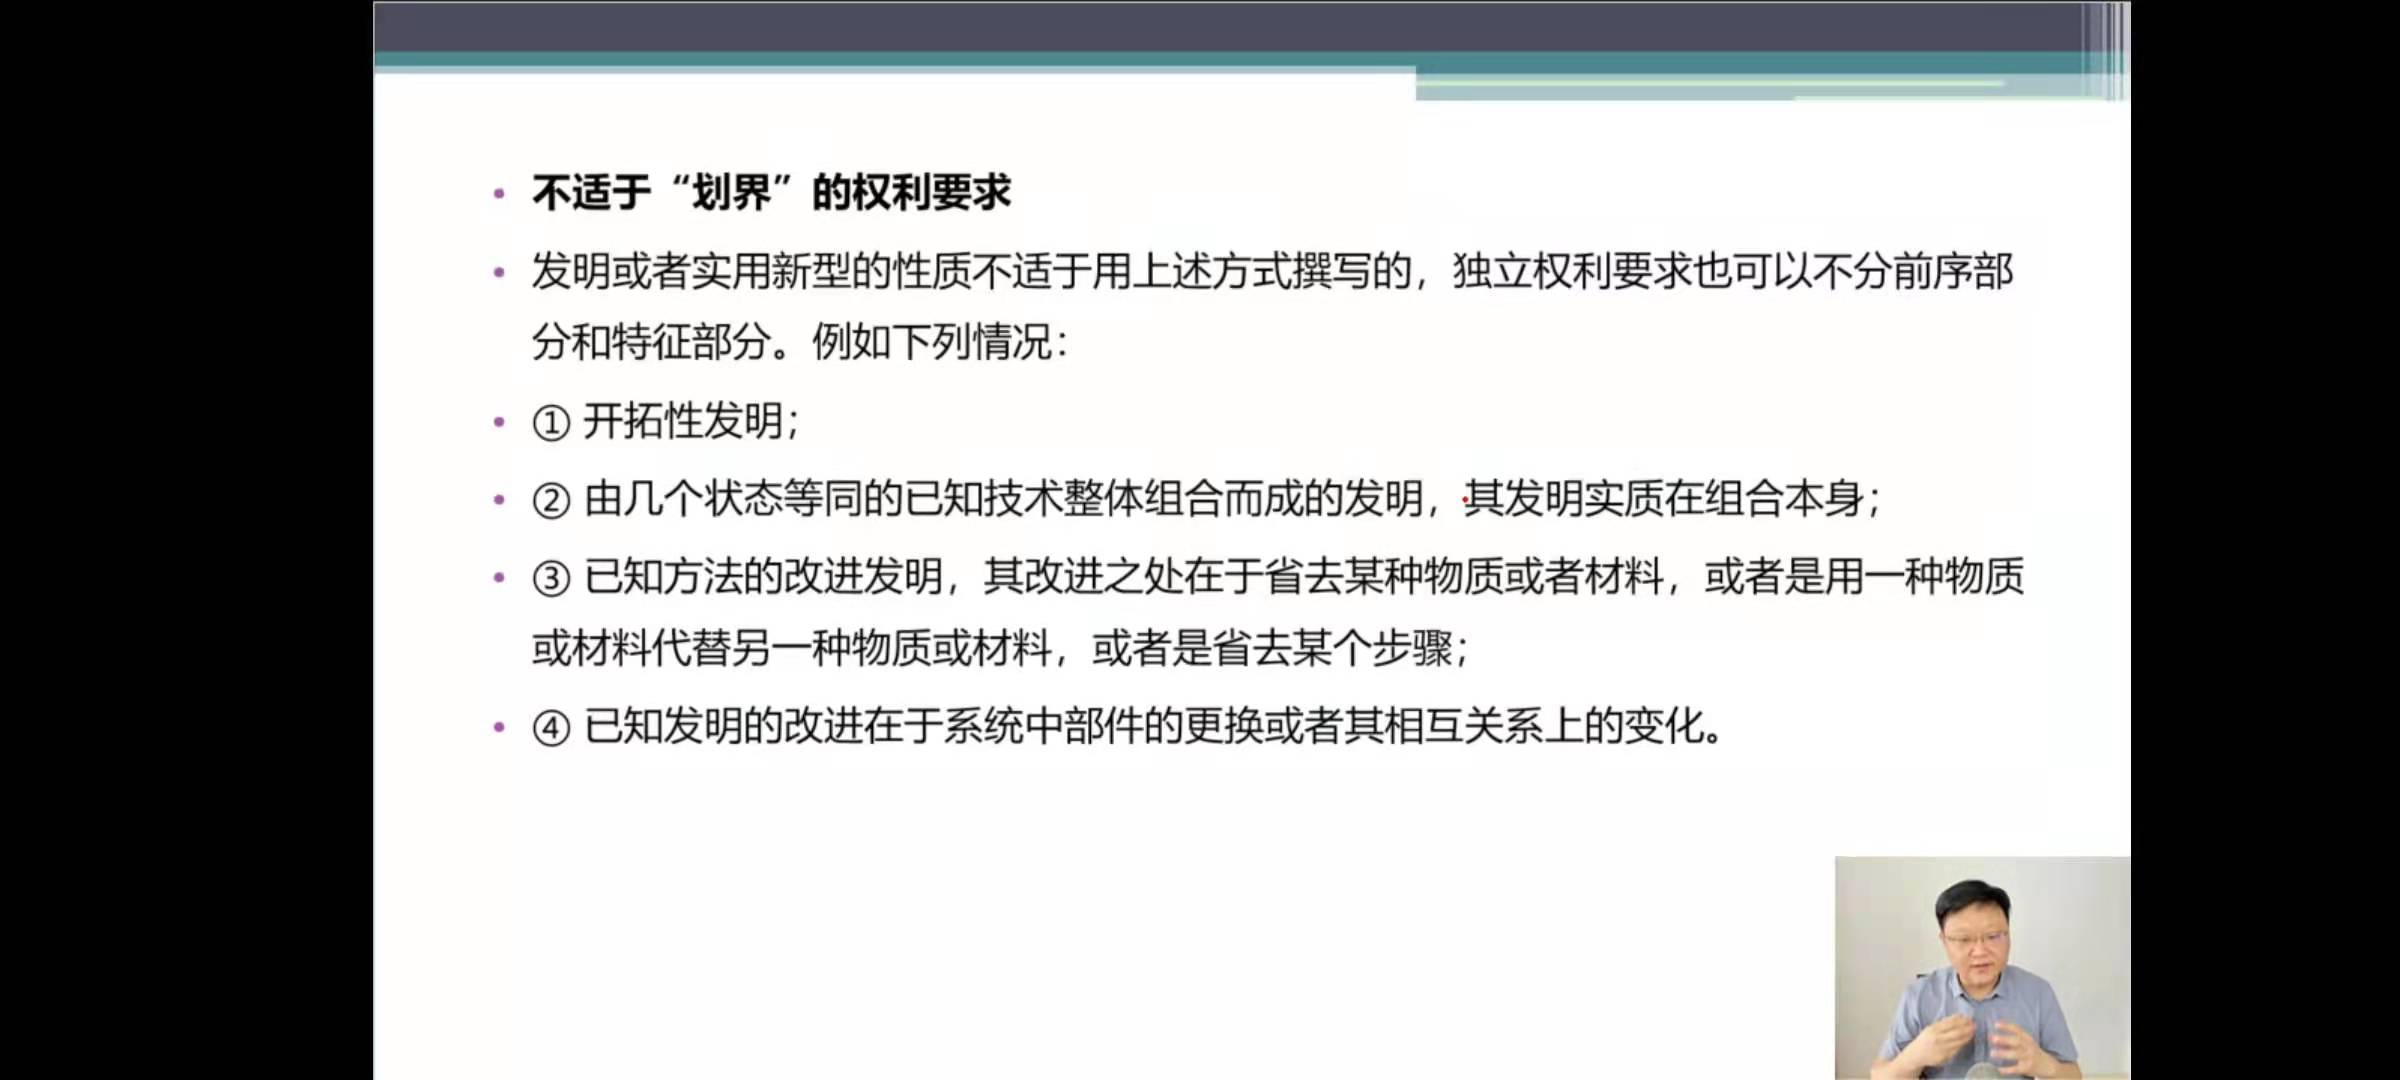 不适于“划界”的权利要求
发明或者实用新型的性质不适于用上述方式撰写的，独立权利要求也可以不分前序部
分和特征部分。例如下列情况：
① 开拓性发明；
② 由几个状态等同的已知技术整体组合而成的发明，其发明实质在组合本身；
③ 已知方法的改进发明，其改进之处在于省去某种物质或者材料，或者是用一种物质
或材料代替另一种物质或材料，或者是省去某个步骤；
④ 已知发明的改进在于系统中部件的更换或者其相互关系上的变化。